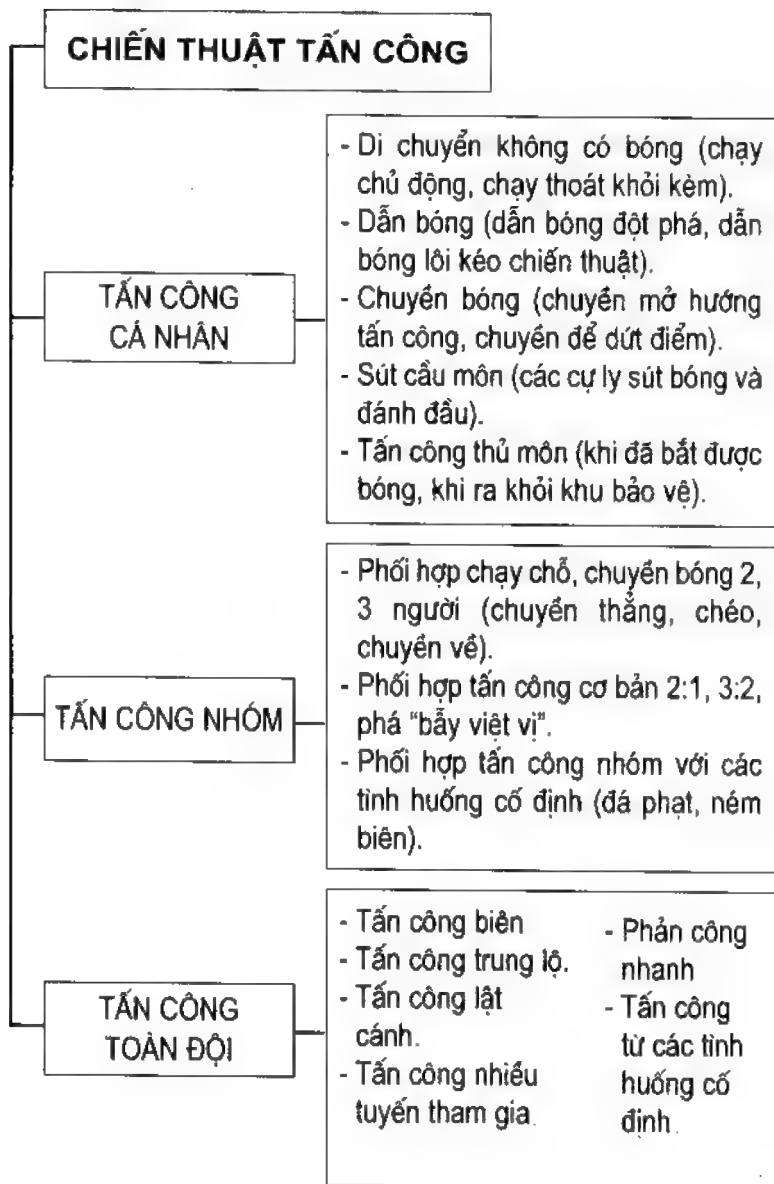 CHIẾN THUẬT TẤN CÔNG
TẤN CÔNG
CÁ NHÂN
- Di chuyển không có bóng (chạy
chủ động, chạy thoát khỏi kèm).
- Dẫn bóng (dẫn bóng đột phá, dẫn
bóng lôi kéo chiến thuật).
- Chuyền bóng (chuyền mở hướng
tấn công, chuyền để dứt điểm).
- Sút cầu môn (các cự ly sút bóng và
đánh đầu).
- Tấn công thủ môn (khi đã bắt được
bóng, khi ra khỏi khu bảo vệ).
TẤN CÔNG NHÓM
- Phối hợp chạy chỗ, chuyền bóng 2,
3 người (chuyền thẳng, chéo,
chuyền về).
- Phối hợp tấn công cơ bản 2:1, 3:2,
phá "bẫy việt vị".
- Phối hợp tấn công nhóm với các
tình huống cố định (đá phạt, ném
biên).
TẤN CÔNG
TOÀN ĐỘI
- Tấn công biên
- Tấn công trung lộ.
- Tấn công lật
cánh.
- Tấn công nhiều
tuyến tham gia.
- Phản công
nhanh
- Tấn công
từ các tình
huống cố
định